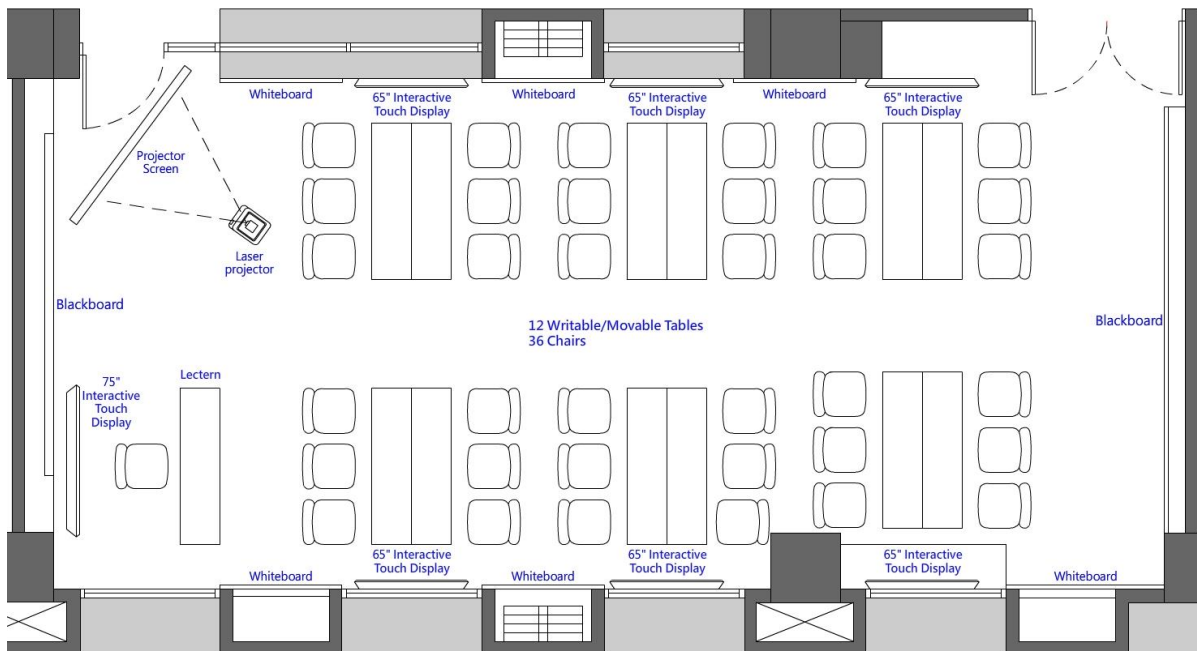 Whiteboard
65" Interactive
Touch Display
Whiteboard
65" Interactive
Touch Display
Whiteboard
65" Interactive
Touch Display
Projector
Screen
Laser
projector
Blackboard
12 Writable/Movable Tables
36 Chairs
Blackboard
75"
Interactive
Touch
Display
Lectern
Whiteboard
65" Interactive
Touch Display
Whiteboard
65" Interactive
Touch Display
65" Interactive
Touch Display
Whiteboard